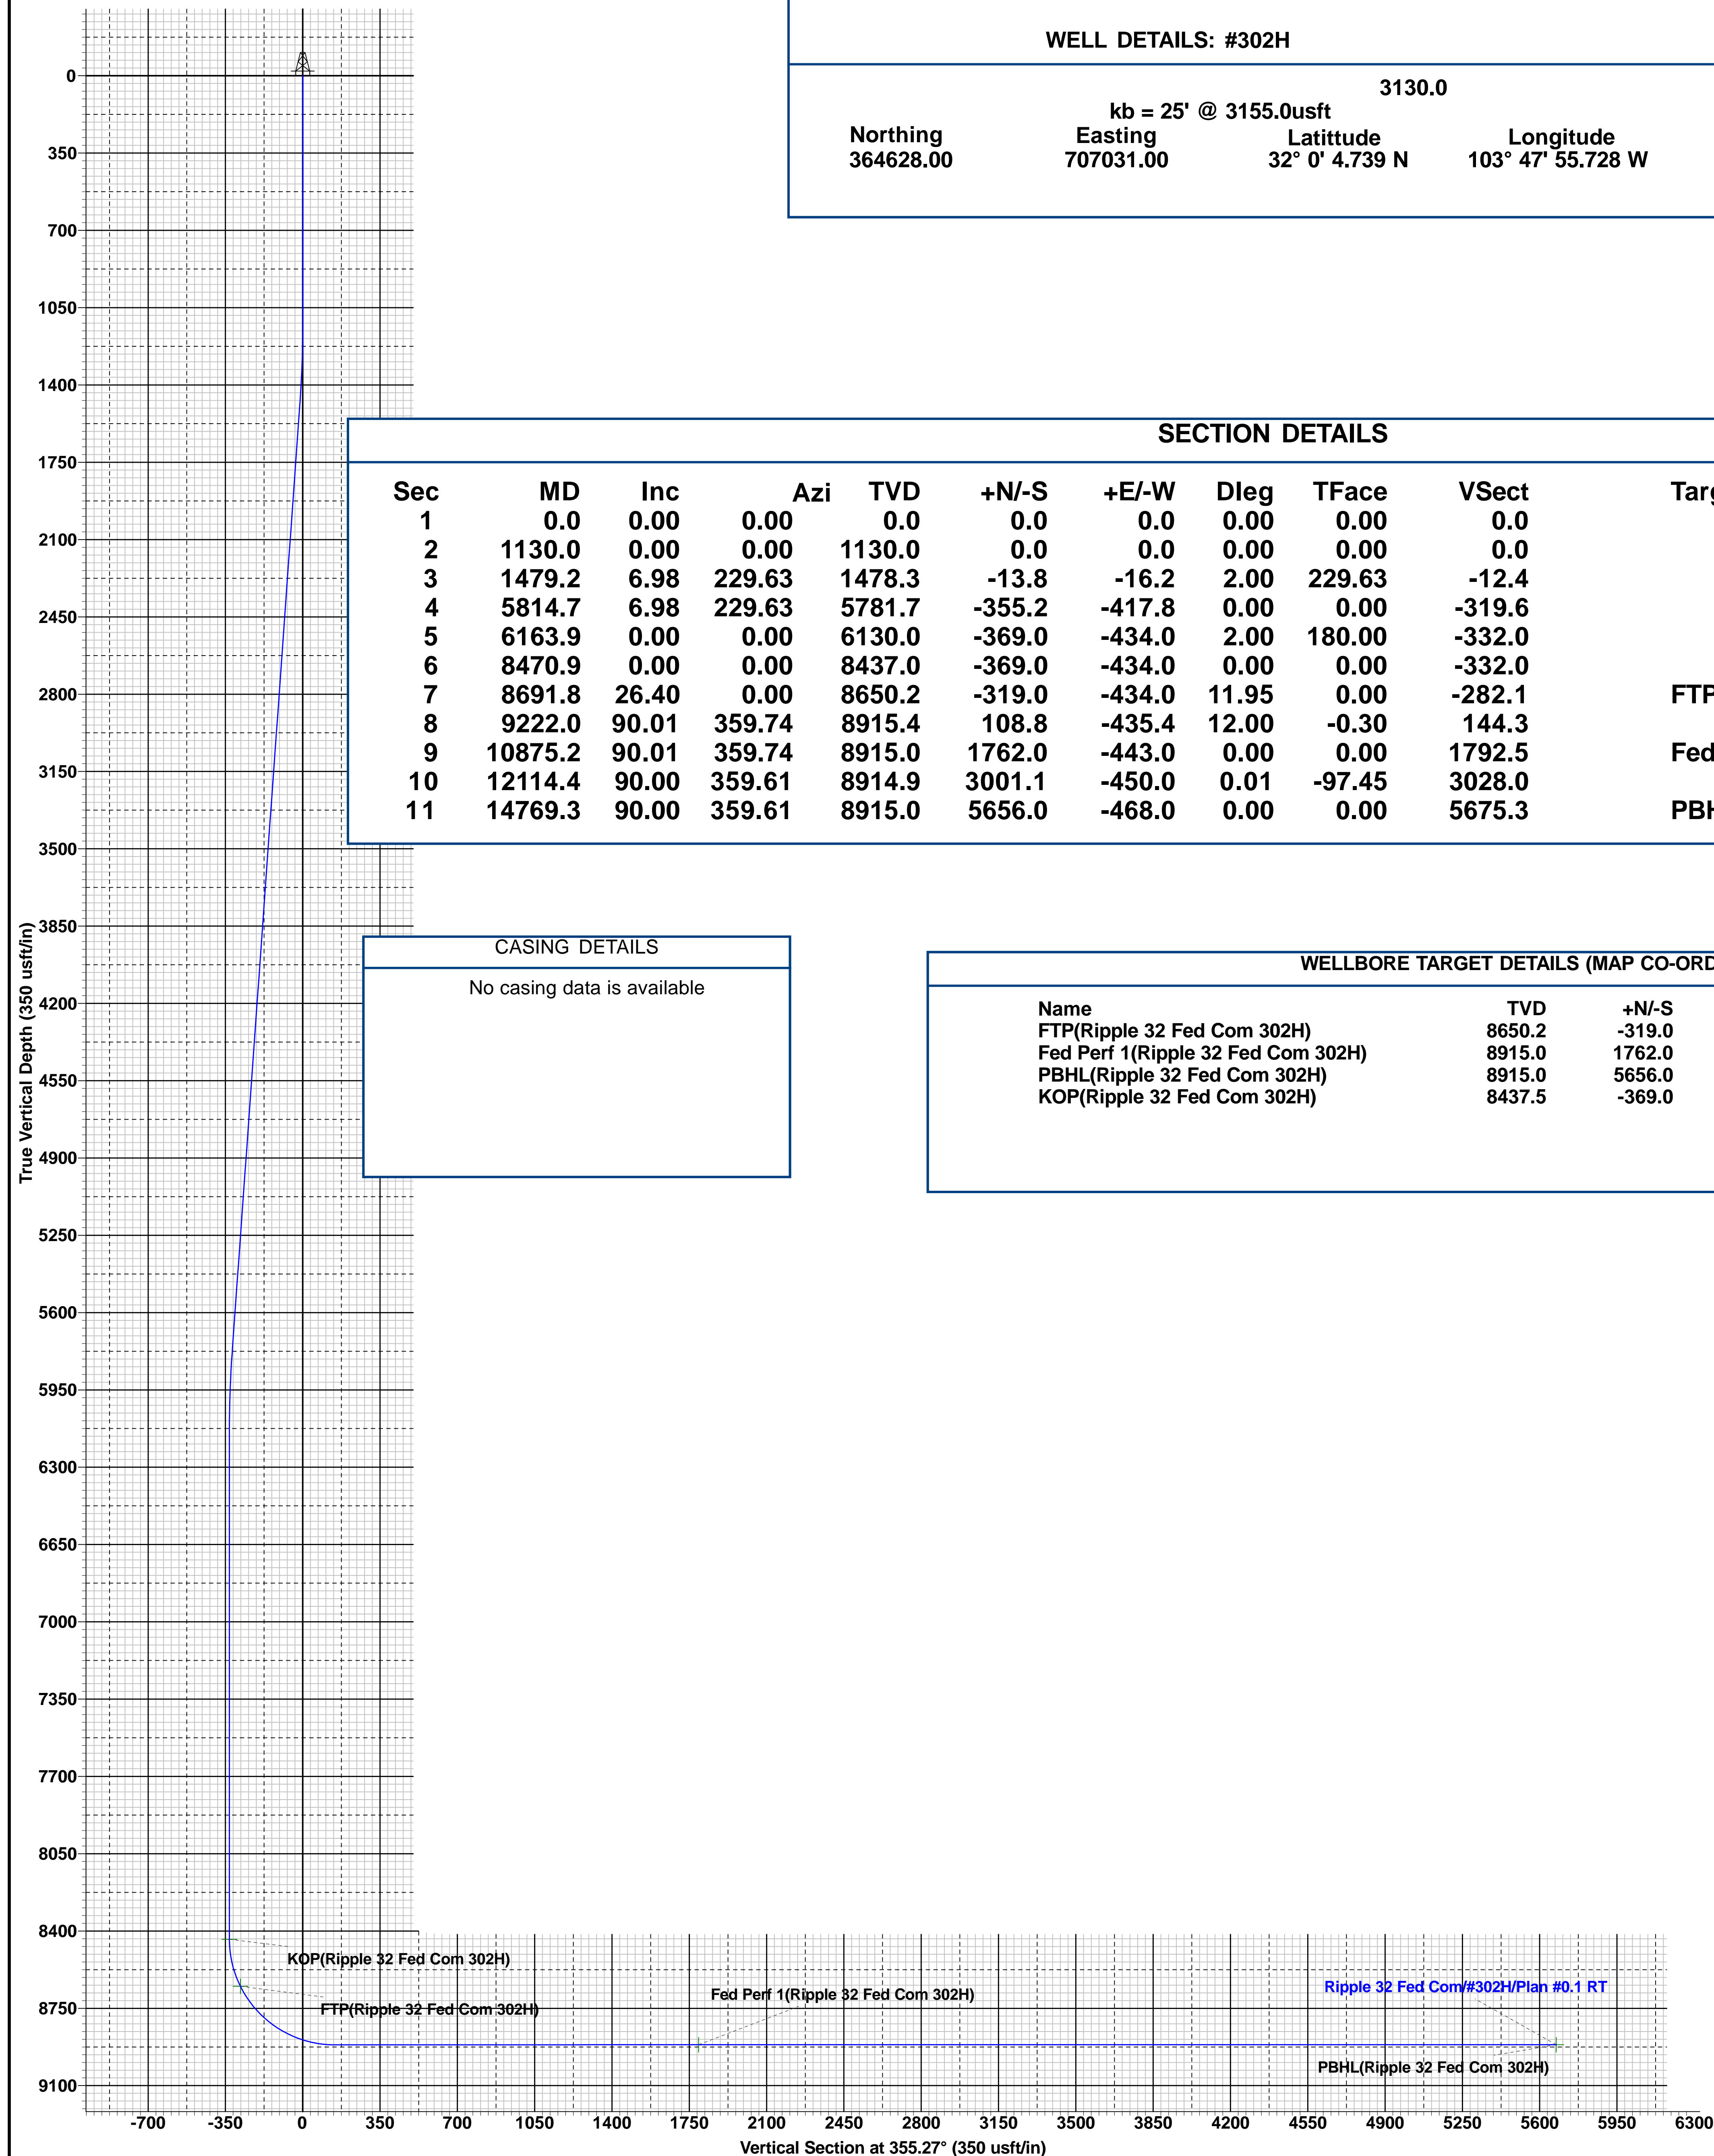 WELL DETAILS: #302H
3130.0
kb = 25' @ 3155.0usft
Northing Easting Latittude Longitude
364628.00 707031.00 32° 0' 4.739 N 103° 47' 55.728 W
SECTION DETAILS
Sec MD Inc Azi TVD +N/-S +E/-W Dleg TFace VSect Targ
1 0.0 0.00 0.00 0.0 0.0 0.0 0.00 0.00 0.0
2 1130.0 0.00 0.00 1130.0 0.0 0.0 0.00 0.00 0.0
3 1479.2 6.98 229.63 1478.3 -13.8 -16.2 2.00 229.63 -12.4
4 5814.7 6.98 229.63 5781.7 -355.2 -417.8 0.00 0.00 -319.6
5 6163.9 0.00 0.00 6130.0 -369.0 -434.0 2.00 180.00 -332.0
6 8470.9 0.00 0.00 8437.0 -369.0 -434.0 0.00 0.00 -332.0
7 8691.8 26.40 0.00 8650.2 -319.0 -434.0 11.95 0.00 -282.1 FTP
8 9222.0 90.01 359.74 8915.4 108.8 -435.4 12.00 -0.30 144.3
9 10875.2 90.01 359.74 8915.0 1762.0 -443.0 0.00 0.00 1792.5 Fed
10 12114.4 90.00 359.61 8914.9 3001.1 -450.0 0.01 -97.45 3028.0
11 14769.3 90.00 359.61 8915.0 5656.0 -468.0 0.00 0.00 5675.3 PBH
CASING DETAILS
No casing data is available
WELLBORE TARGET DETAILS (MAP CO-ORD
Name TVD +N/-S
FTP(Ripple 32 Fed Com 302H) 8650.2 -319.0
Fed Perf 1(Ripple 32 Fed Com 302H) 8915.0 1762.0
PBHL(Ripple 32 Fed Com 302H) 8915.0 5656.0
KOP(Ripple 32 Fed Com 302H) 8437.5 -369.0
True Vertical Depth (350 usft/in)
0
350
700
1050
1400
1750
2100
2450
2800
3150
3500
3850
4200
4550
4900
5250
5600
5950
6300
6650
7000
7350
7700
8050
8400
8750
9100
KOP(Ripple 32 Fed Com 302H)
FTP(Ripple 32 Fed Com 302H)
Fed Perf 1(Ripple 32 Fed Com 302H)
Ripple 32 Fed Com/#302H/Plan #0.1 RT
PBHL(Ripple 32 Fed Com 302H)
-700 -350 0 350 700 1050 1400 1750 2100 2450 2800 3150 3500 3850 4200 4550 4900 5250 5600 5950 6300
Vertical Section at 355.27° (350 usft/in)